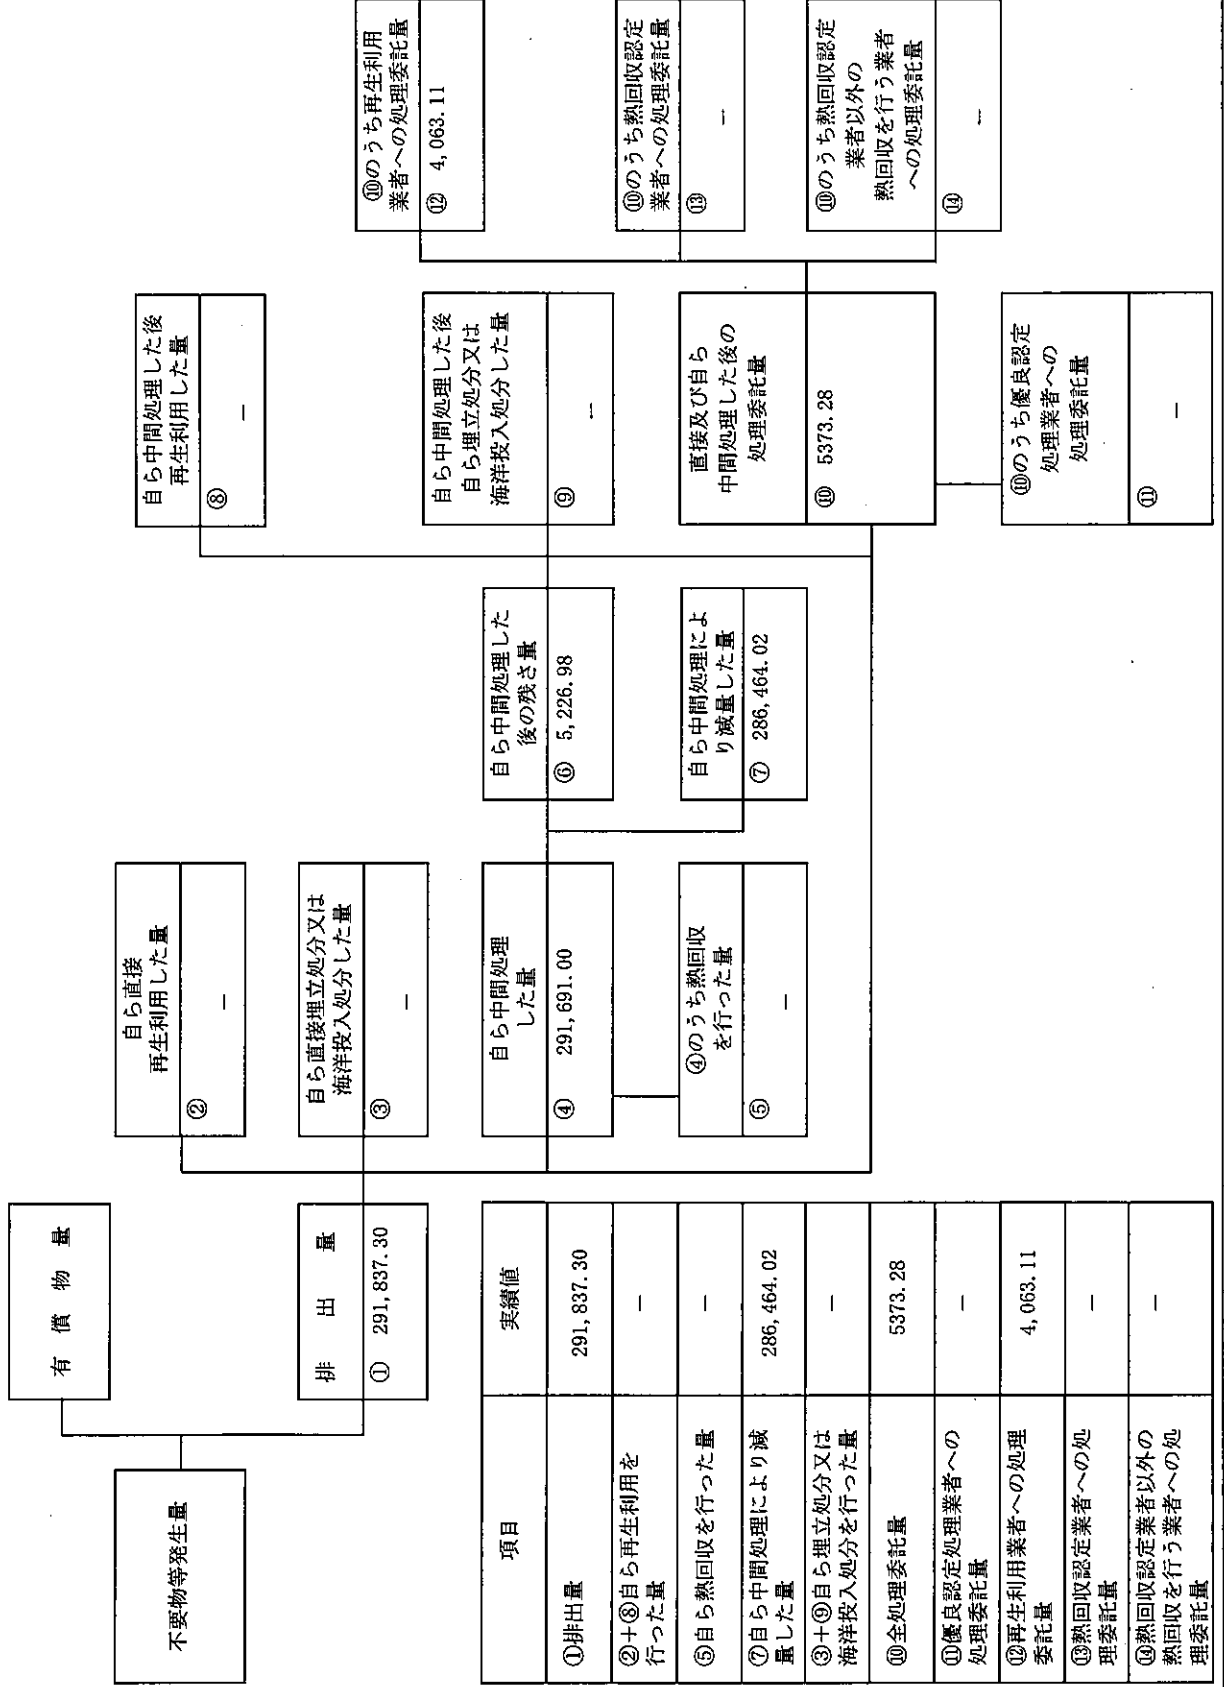 不要物等発生量
有償物量
排出量
① 291,837.30
自ら直接
再生利用した量
② －
自ら直接埋立処分又は
海洋投入処分した量
③ －
自ら中間処理
した量
④ 291,691.00
④のうち熱回収
を行った量
⑤ －
自ら中間処理した
後の残さ量
⑥ 5,226.98
自ら中間処理によ
り減量した量
⑦ 286,464.02
自ら中間処理した後
再生利用した量
⑧ －
自ら中間処理した後
自ら埋立処分又は
海洋投入処分した量
⑨ －
直接及び自ら
中間処理した後の
処理委託量
⑩ 5373.28
⑩のうち優良認定
処理業者への
処理委託量
⑪ －
⑩のうち再生利用
業者への処理委託量
⑫ 4,063.11
⑩のうち熱回収認定
業者への処理委託量
⑬ －
⑩のうち熱回収認定
業者以外の
熱回収を行う業者
への処理委託量
⑭ －
項目 実績値
①排出量 291,837.30
②+⑧自ら再生利用を
行った量 －
⑤自ら熱回収を行った量 －
⑦自ら中間処理により減
量した量 286,464.02
③+⑨自ら埋立処分又は
海洋投入処分を行った量 －
⑩全処理委託量 5373.28
⑪優良認定処理業者への
処理委託量 －
⑫再生利用業者への処理
委託量 4,063.11
⑬熱回収認定業者への処
理委託量 －
⑭熱回収認定業者以外の
熱回収を行う業者への処
理委託量 －